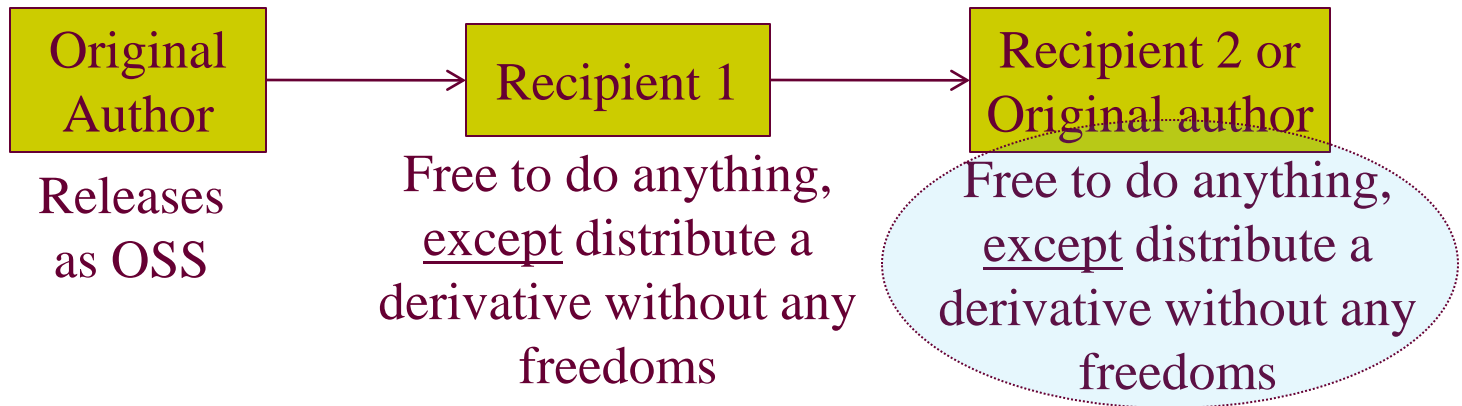 Original
Author
Releases
as OSS
Recipient 1
Free to do anything,
except distribute a
derivative without any
freedoms
Recipient 2 or
Original author
Free to do anything,
except distribute a
derivative without any
freedoms